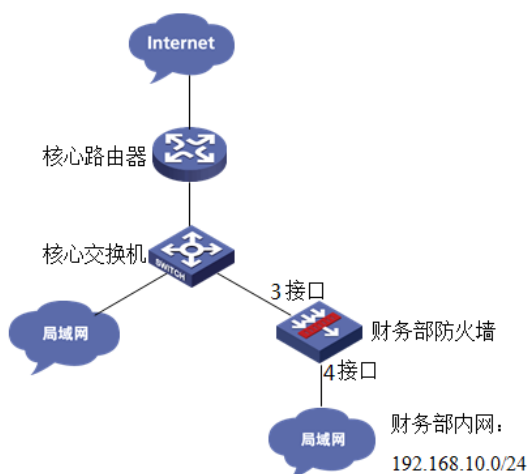 Internet
核心路由器
核心交换机
SWITCH
3接口
局域网
财务部防火墙
4接口
局域网
财务部内网：
192.168.10.0/24